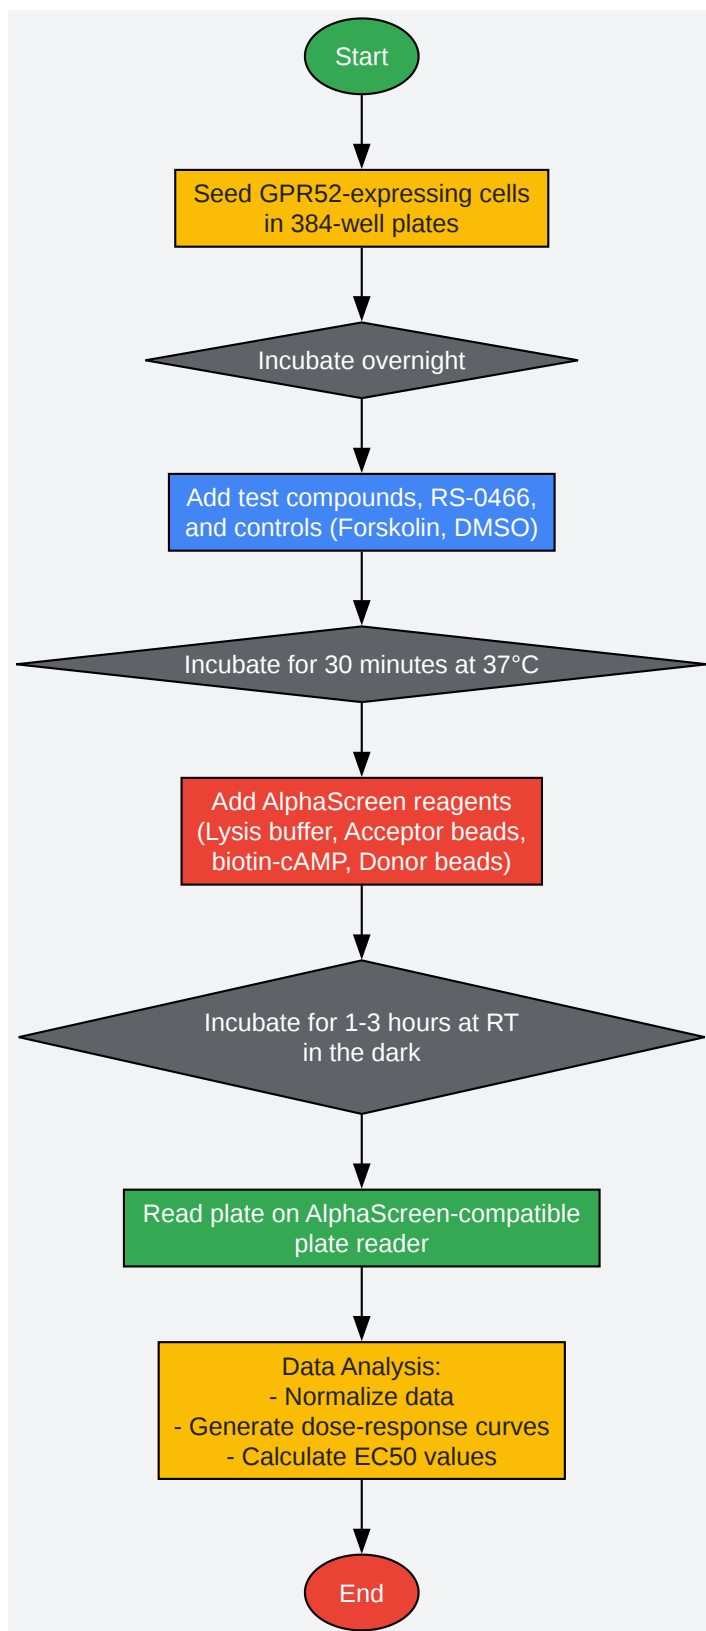 Start
Seed GPR52-expressing cells
in 384-well plates
Incubate overnight
Add test compounds, RS-0466,
and controls (Forskolin, DMSO)
Incubate for 30 minutes at 37°C
Add AlphaScreen reagents
(Lysis buffer, Acceptor beads,
biotin-cAMP, Donor beads)
Incubate for 1-3 hours at RT
in the dark
Read plate on AlphaScreen-compatible
plate reader
Data Analysis:
- Normalize data
- Generate dose-response curves
- Calculate EC50 values
End